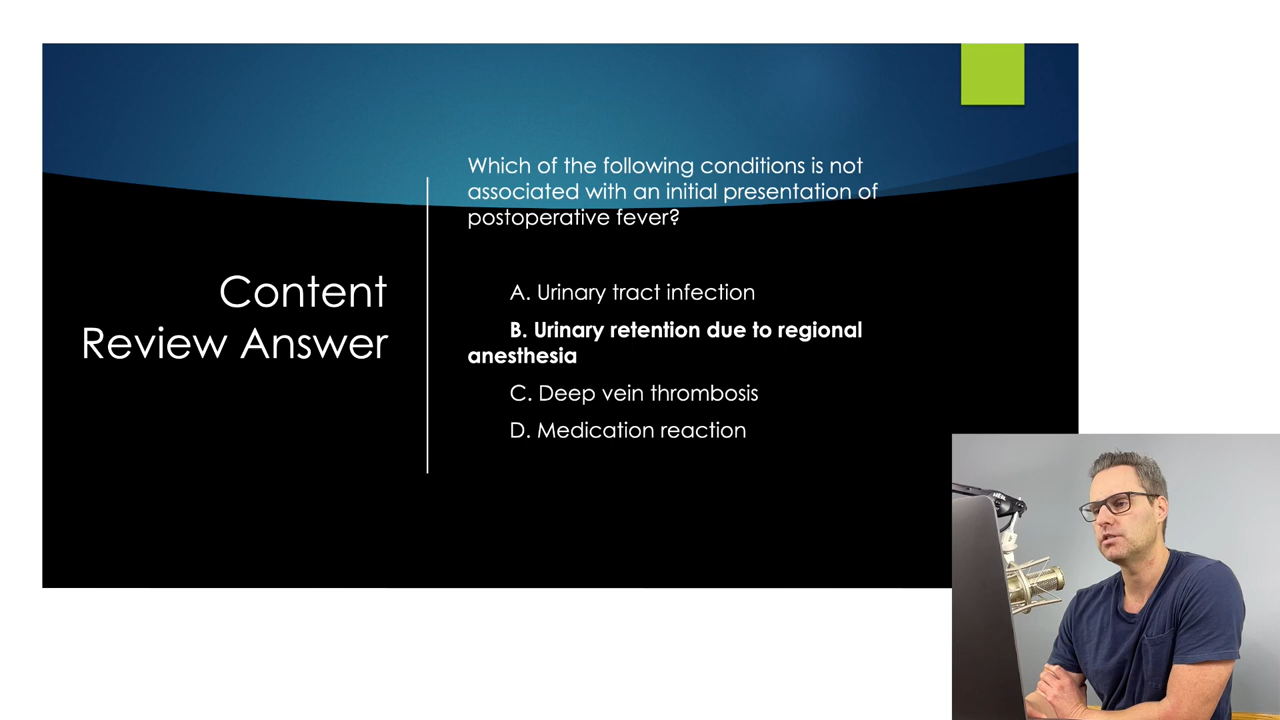 Content
Review Answer
Which of the following conditions is not
associated with an initial presentation of
postoperative fever?
A. Urinary tract infection
B. Urinary retention due to regional
anesthesia
C. Deep vein thrombosis
D. Medication reaction